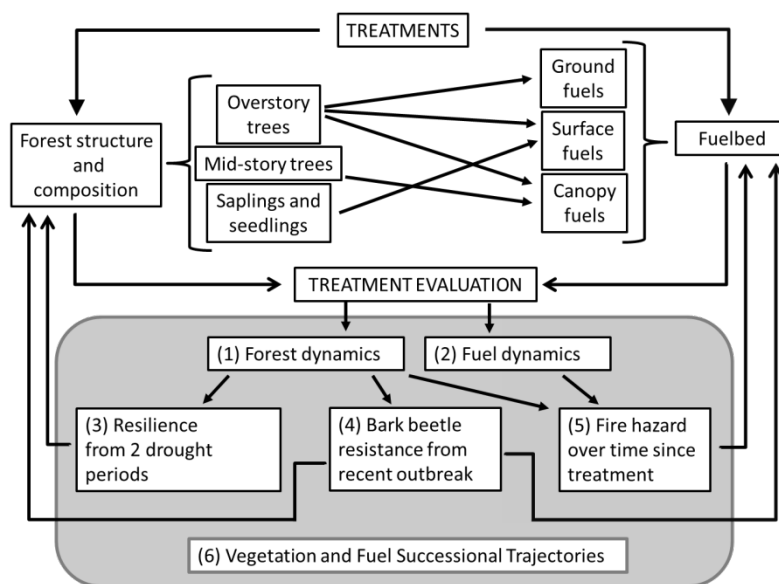 TREATMENTS
Forest structure
and
composition
Overstory
trees
Mid-story trees
Saplings and
seedlings
Ground
fuels
Surface
fuels
Canopy
fuels
Fuelbed
TREATMENT EVALUATION
(1) Forest dynamics
(2) Fuel dynamics
(3) Resilience
from 2 drought
periods
(4) Bark beetle
resistance from
recent outbreak
(5) Fire hazard
over time since
treatment
(6) Vegetation and Fuel Successional Trajectories